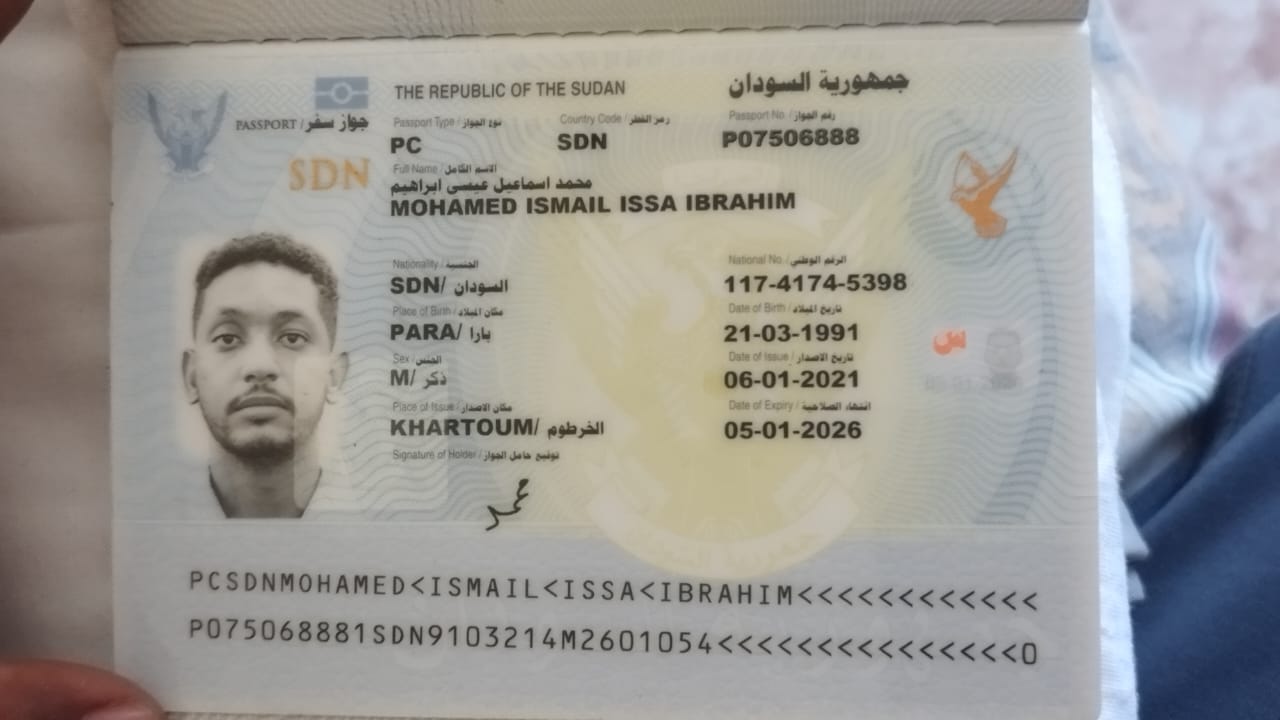 THE REPUBLIC OF THE SUDAN جمهورية السودان
PASSPORT / جواز سفر
SDN
Passport Type / نوع الجواز Country Code / رمز القطر Passport No. / رقم الجواز
PC SDN P07506888
Full Name / الاسم الكامل
محمد اسماعيل عيسى ابراهيم
MOHAMED ISMAIL ISSA IBRAHIM
Nationality / الجنسية National No. / الرقم الوطني
SDN/ السودان 117-4174-5398
Place of Birth / مكان الميلاد Date of Birth / تاريخ الميلاد
PARA/ بارا 21-03-1991
Sex / الجنس Date of Issue / تاريخ الاصدار
M/ ذكر 06-01-2021
Place of Issue / مكان الاصدار Date of Expiry / انتهاء الصلاحية
KHARTOUM/ الخرطوم 05-01-2026
Signature of Holder / توقيع حامل الجواز
محمد
PCSDNMOHAMED<ISMAIL<ISSA<IBRAHIM<<<<<<<<<<<<
P075068881SDN9103214M2601054<<<<<<<<<<<<<<<0